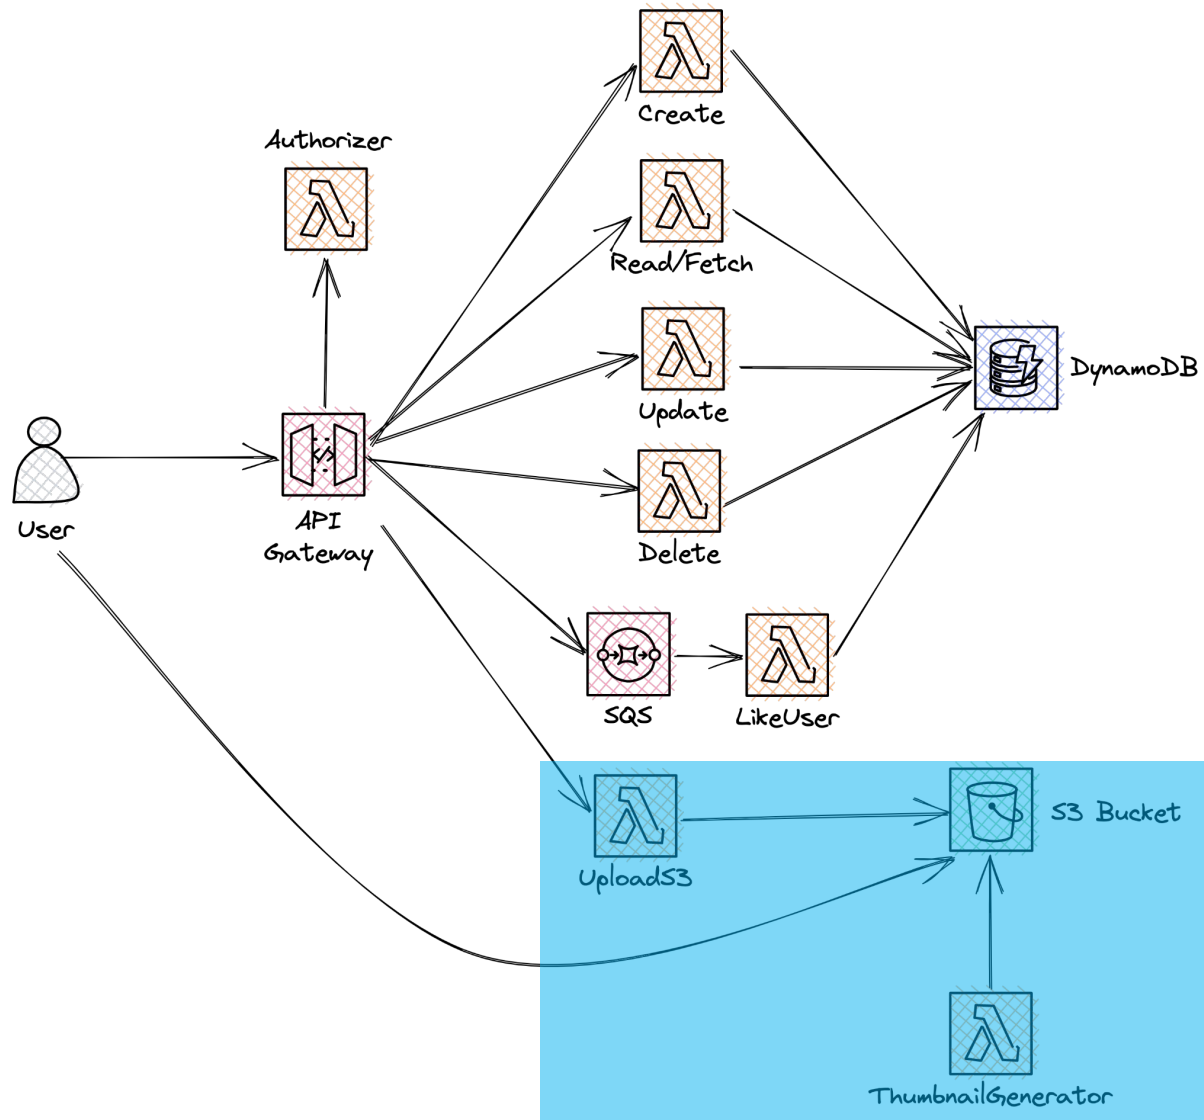 Create
Authorizer
Read/Fetch
DynamoDB
Update
User
API
Gateway
Delete
SQS
LikeUser
S3 Bucket
UploadS3
ThumbnailGenerator